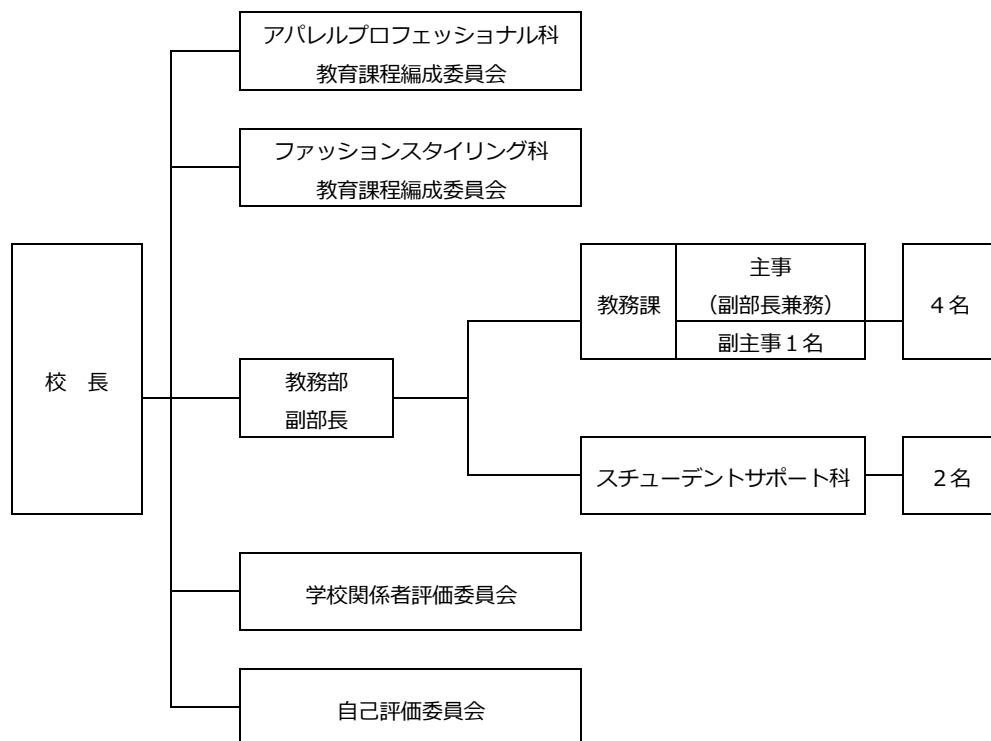 アパレルプロフェッショナル科
教育課程編成委員会
ファッションスタイリング科
教育課程編成委員会
校　長
教務部
副部長
教務課
主事
（副部長兼務）
副主事１名
４名
スチューデントサポート科
２名
学校関係者評価委員会
自己評価委員会